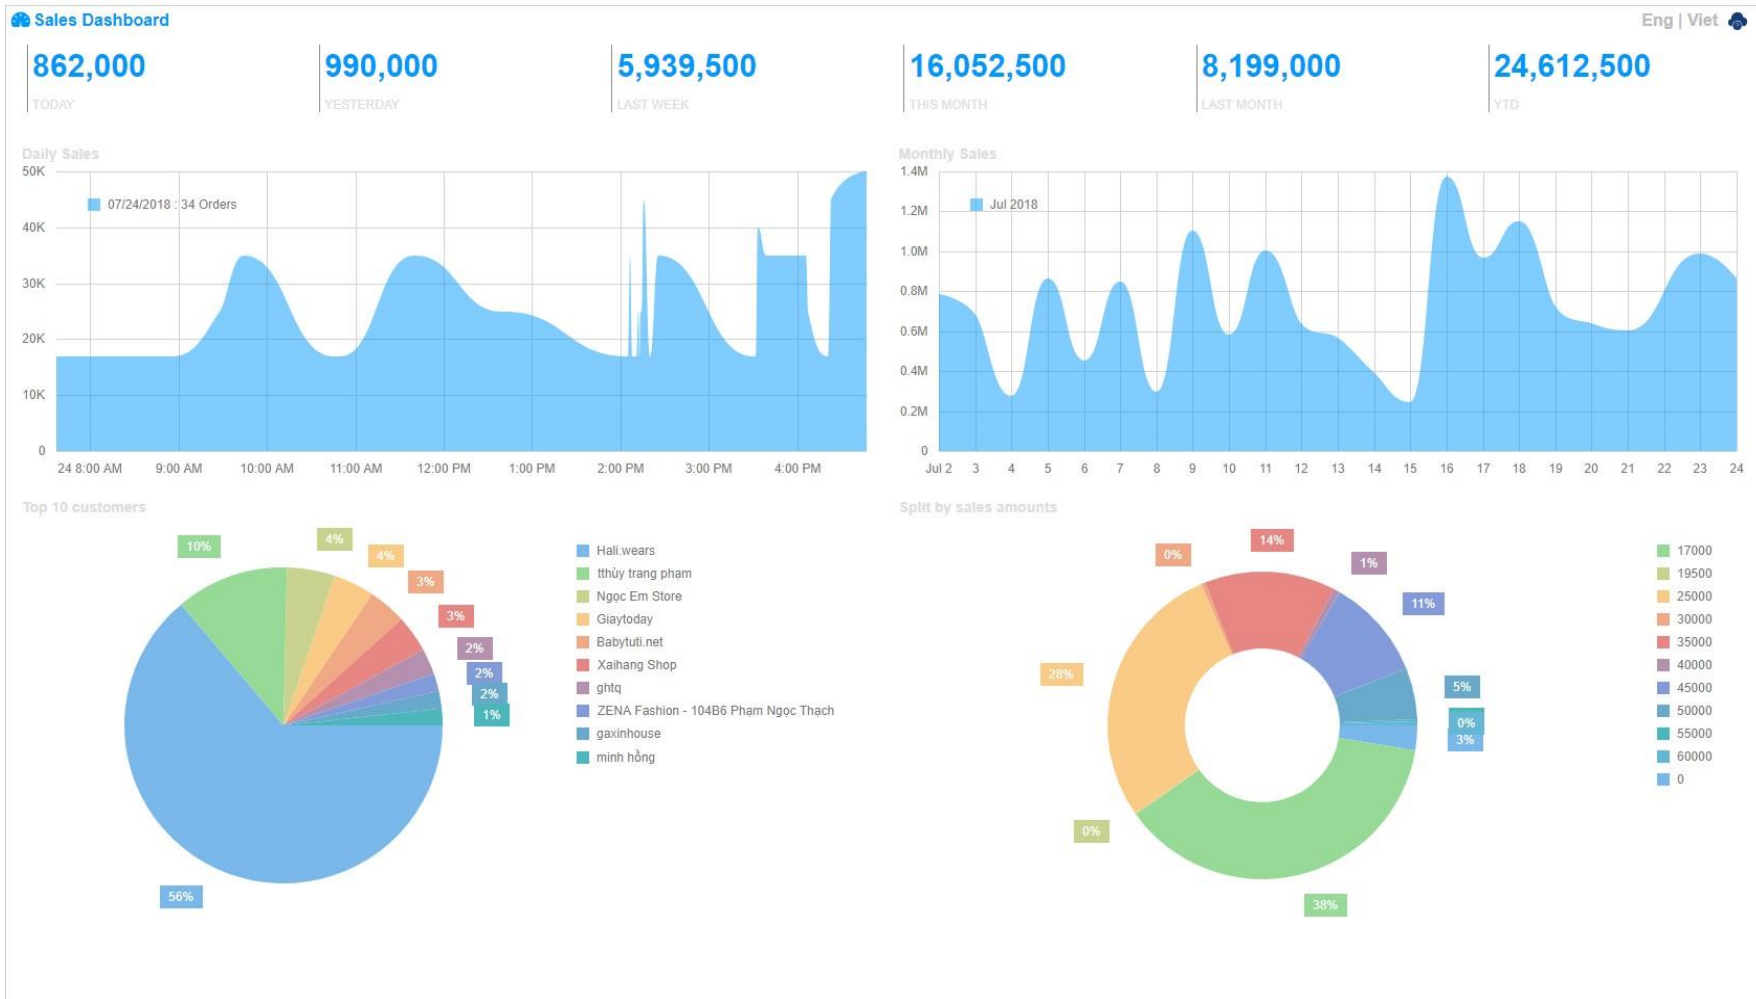 Sales Dashboard
Eng | Viet
862,000
TODAY
990,000
YESTERDAY
5,939,500
LAST WEEK
16,052,500
THIS MONTH
8,199,000
LAST MONTH
24,612,500
YTD
Daily Sales
50K
40K
30K
20K
10K
0
07/24/2018 : 34 Orders
24 8:00 AM 9:00 AM 10:00 AM 11:00 AM 12:00 PM 1:00 PM 2:00 PM 3:00 PM 4:00 PM
Monthly Sales
1.4M
1.2M
1.0M
0.8M
0.6M
0.4M
0.2M
0
Jul 2018
Jul 2 3 4 5 6 7 8 9 10 11 12 13 14 15 16 17 18 19 20 21 22 23 24
Top 10 customers
10%
4%
4%
3%
3%
2%
2%
2%
1%
56%
Hali.wears
tthùy trang phạm
Ngọc Em Store
Giaytoday
Babytuti.net
Xaihang Shop
ghtq
ZENA Fashion - 104B6 Phạm Ngọc Thạch
gaxinhouse
minh hồng
Split by sales amounts
0%
14%
1%
11%
28%
5%
0%
3%
0%
38%
17000
19500
25000
30000
35000
40000
45000
50000
55000
60000
0